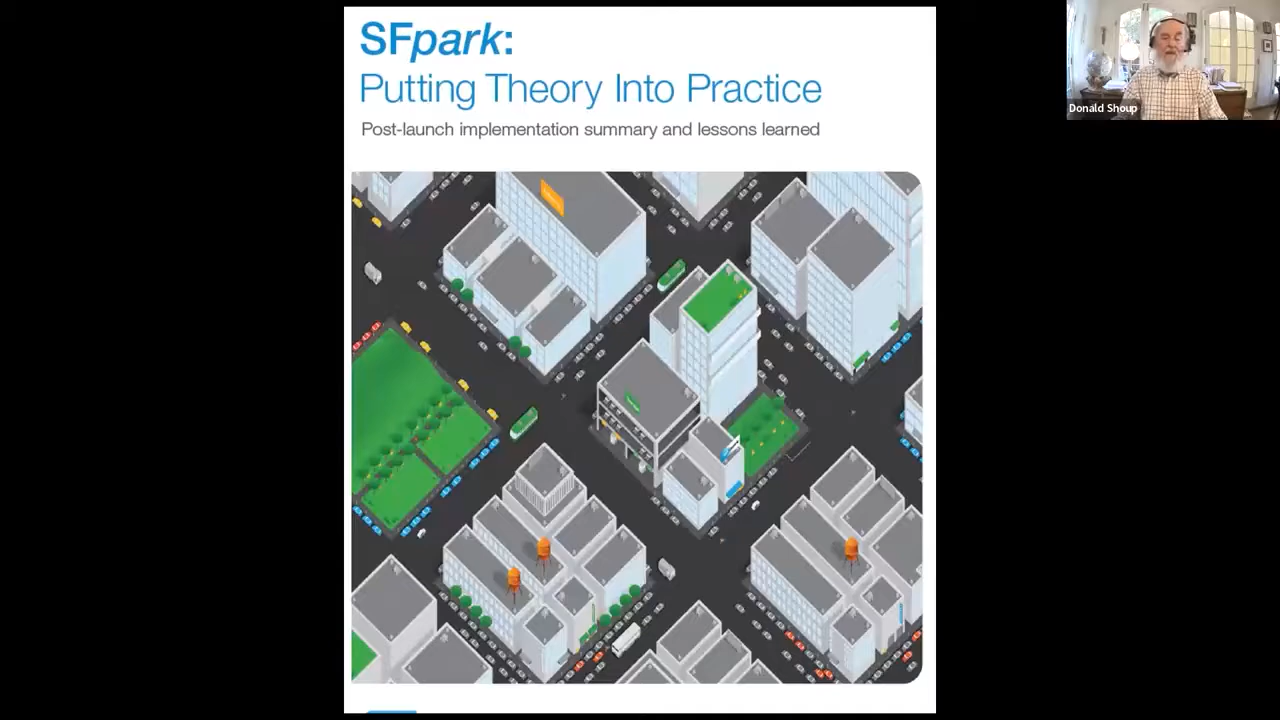 SFpark:
Putting Theory Into Practice
Post-launch implementation summary and lessons learned
Donald Shoup